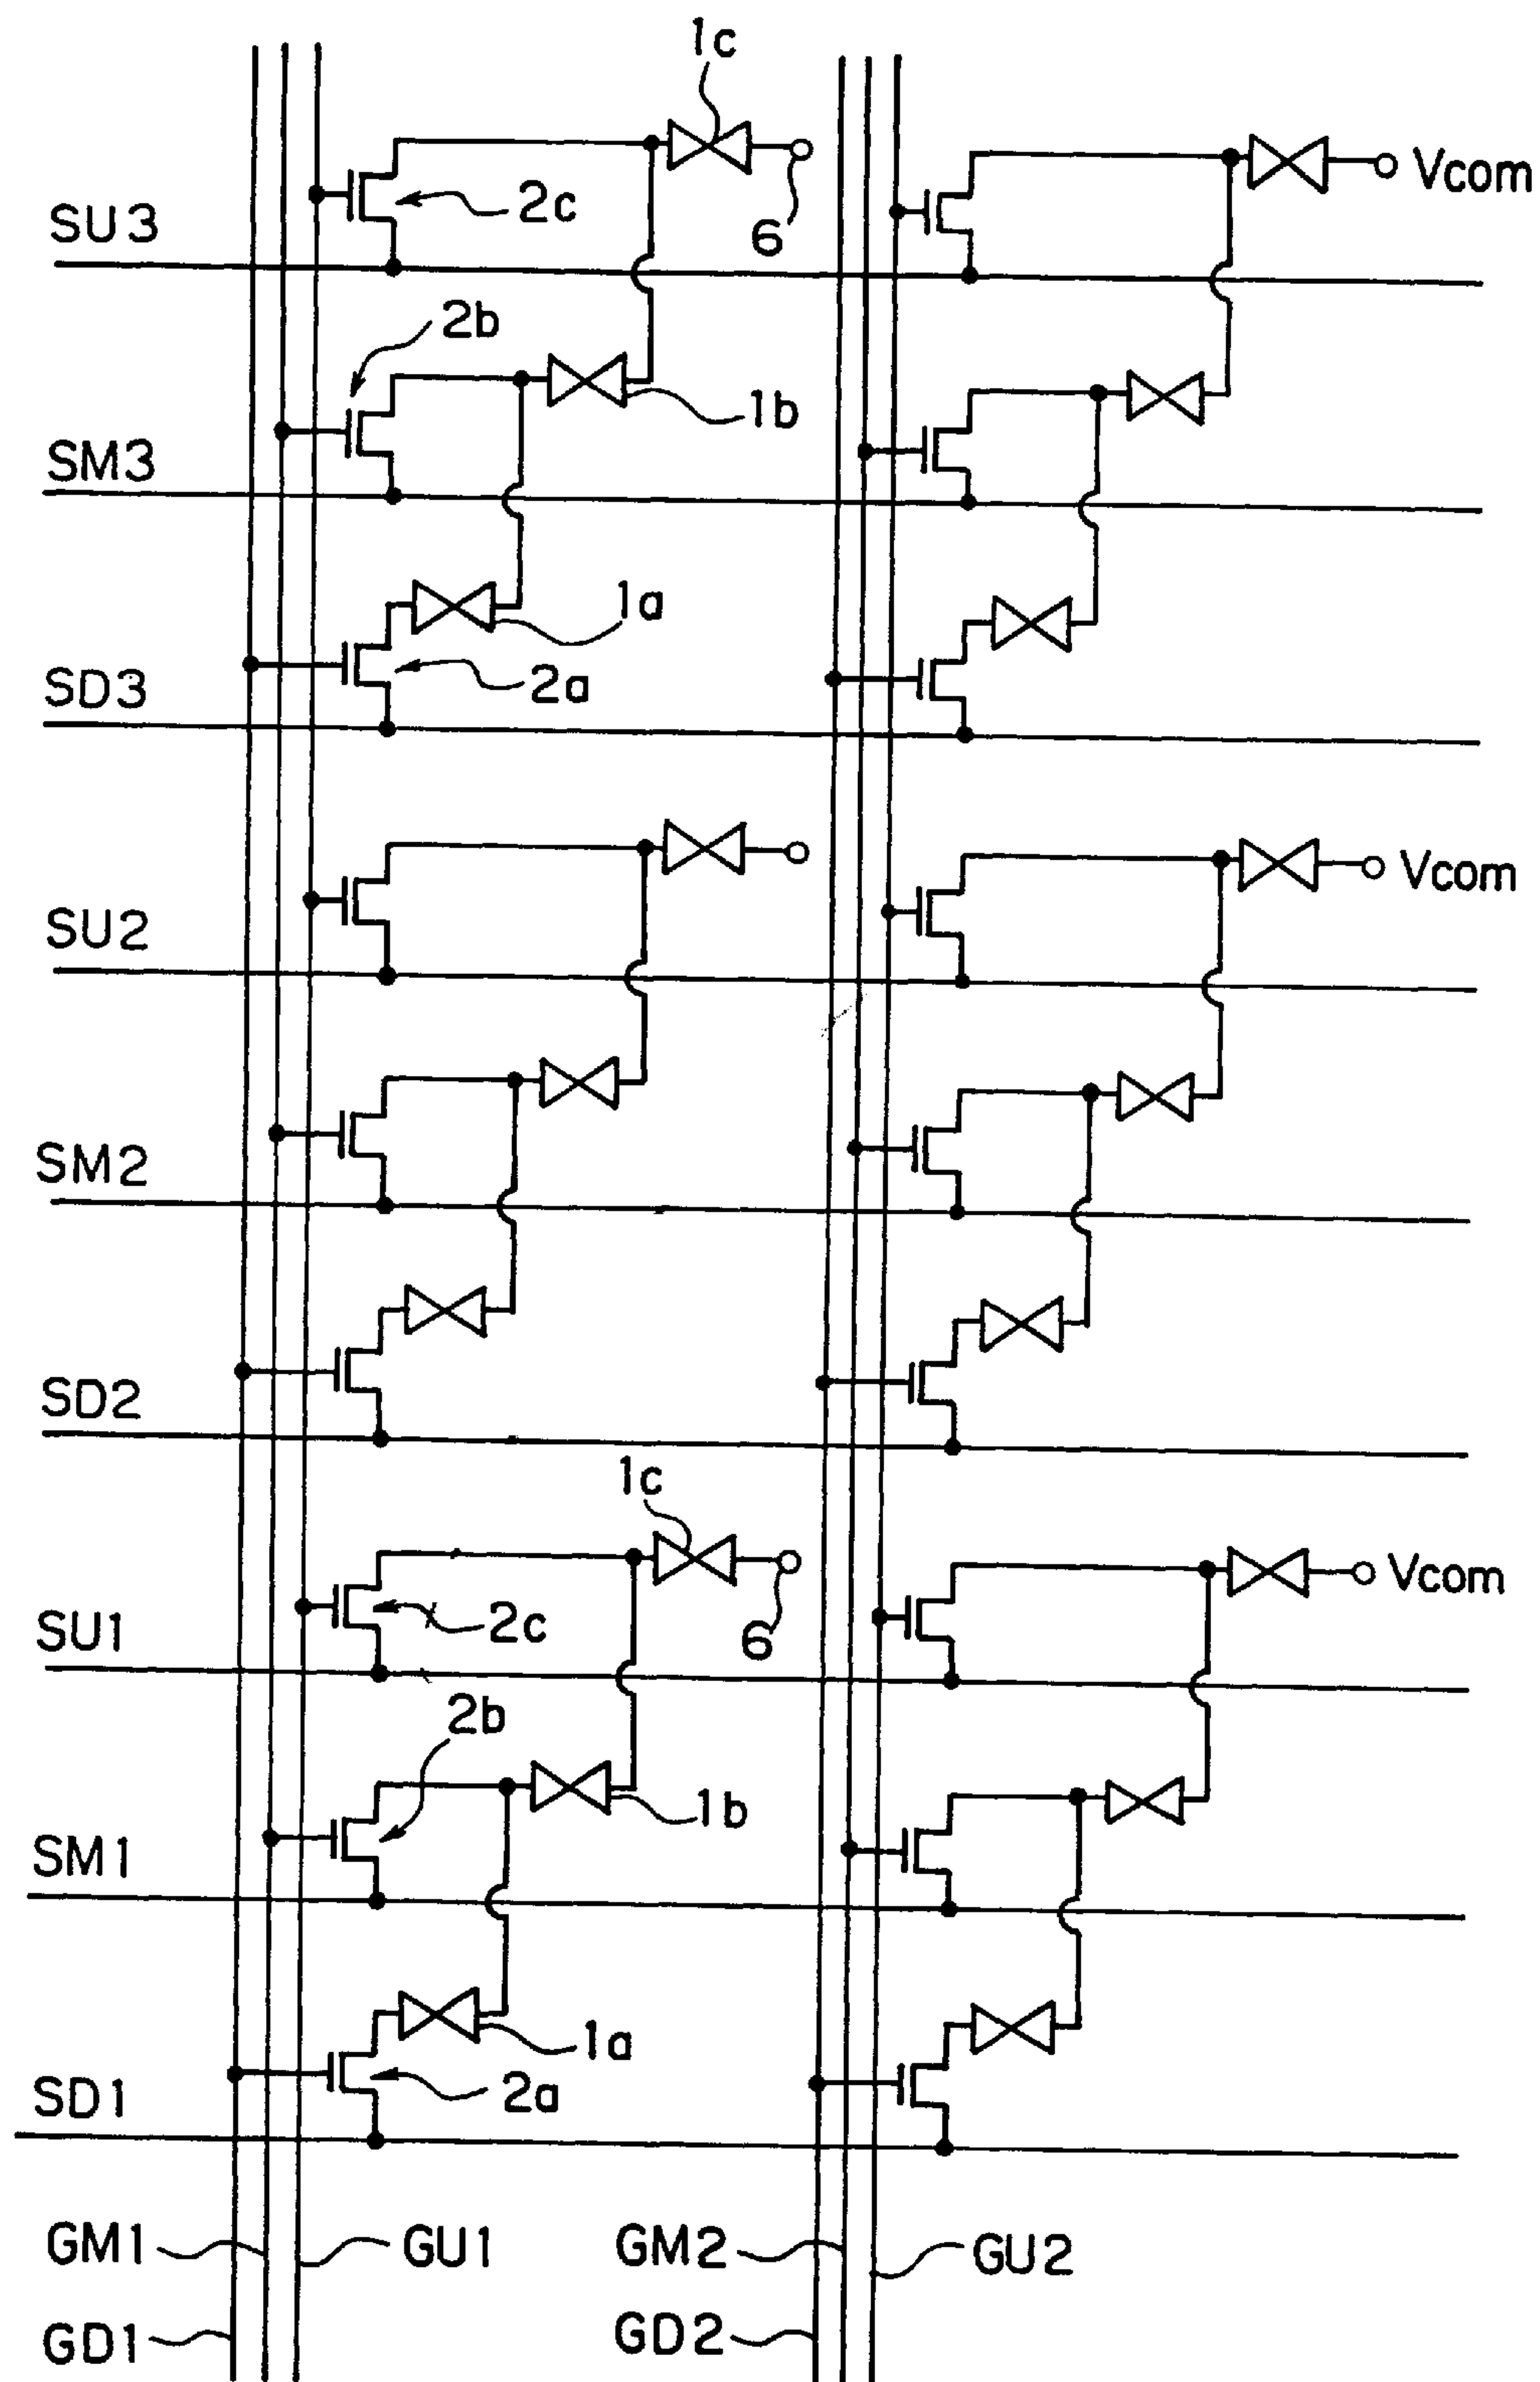 1c
Vcom
2c
SU3
6
2b
1b
SM3
1a
2a
SD3
Vcom
SU2
SM2
SD2
1c
Vcom
2c
SU1
6
2b
1b
SM1
1a
2a
SD1
GM1
GU1
GM2
GU2
GD1
GD2